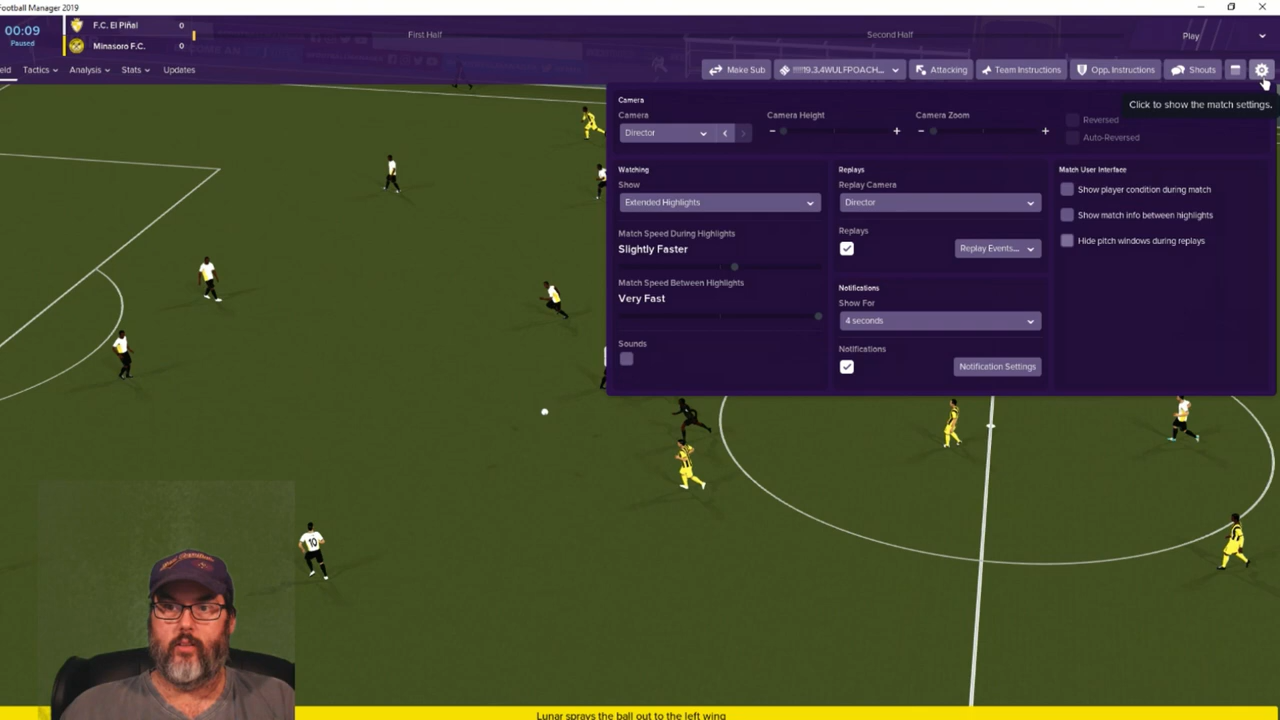 Football Manager 2019
00:09
Paused
F.C. El Piñal 0
Minasoro F.C. 0
First Half
Second Half
Play
eld
Tactics
Analysis
Stats
Updates
Make Sub
!!!!!19.3.4WULFPOACH...
Attacking
Team Instructions
Opp. Instructions
Shouts
Click to show the match settings.
Camera
Camera
Director
Camera Height
Camera Zoom
Reversed
Auto-Reversed
Watching
Show
Extended Highlights
Match Speed During Highlights
Slightly Faster
Match Speed Between Highlights
Very Fast
Sounds
Replays
Replay Camera
Director
Replays
Replay Events...
Notifications
Show For
4 seconds
Notifications
Notification Settings
Match User Interface
Show player condition during match
Show match info between highlights
Hide pitch windows during replays
10
Lunar sprays the ball out to the left wing